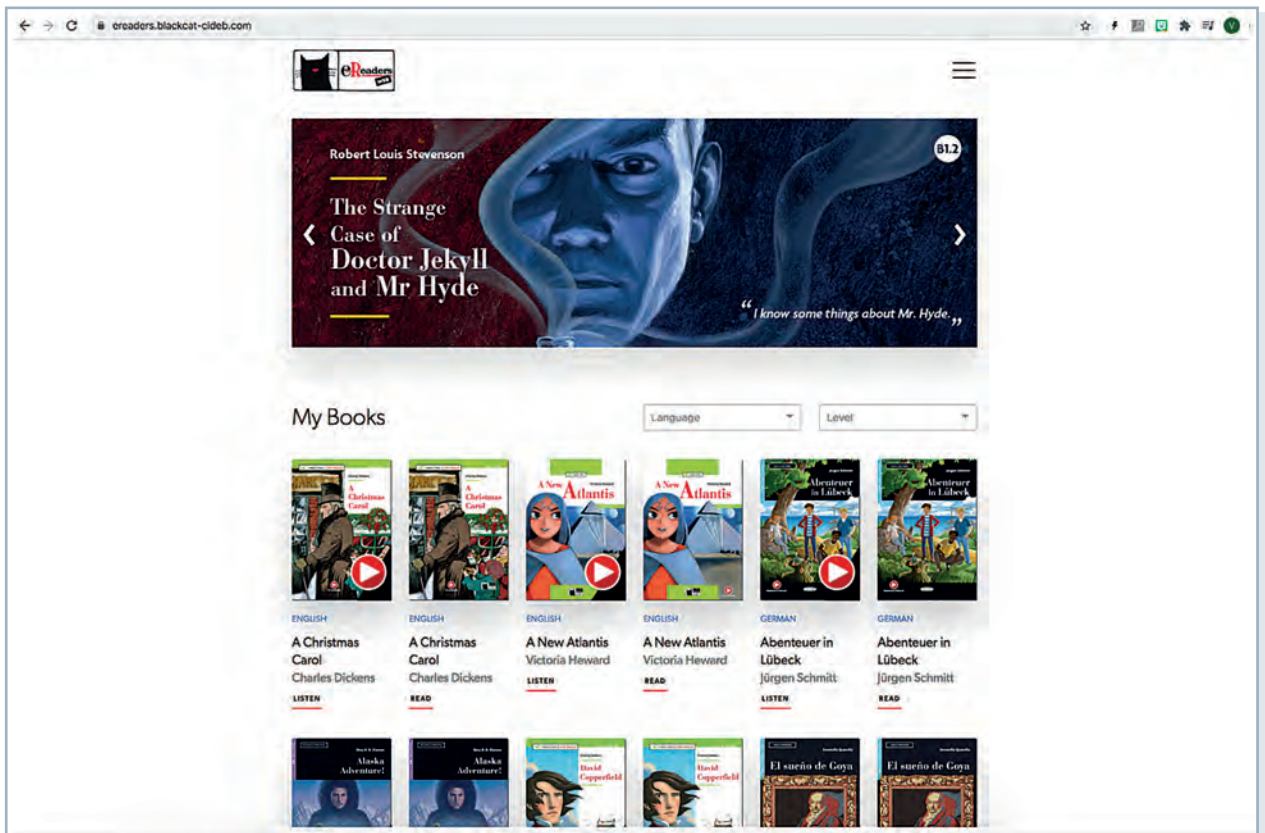 ereaders.blackcat-cideb.com
V
eReaders
Robert Louis Stevenson
B1.2
The Strange
Case of
Doctor Jekyll
and Mr Hyde
“ I know some things about Mr. Hyde.„
My Books
Language
Level
A
Christmas
Carol
A
Christmas
Carol
A New
Atlantis
A New
Atlantis
Abenteuer
in Lübeck
Abenteuer
in Lübeck
ENGLISH
ENGLISH
ENGLISH
ENGLISH
GERMAN
GERMAN
A Christmas
Carol
Charles Dickens
LISTEN
A Christmas
Carol
Charles Dickens
READ
A New Atlantis
Victoria Heward
LISTEN
A New Atlantis
Victoria Heward
READ
Abenteuer in
Lübeck
Jürgen Schmitt
LISTEN
Abenteuer in
Lübeck
Jürgen Schmitt
READ
Alaska
Adventure!
Alaska
Adventure!
David
Copperfield
David
Copperfield
El sueño de Goya
El sueño de Goya